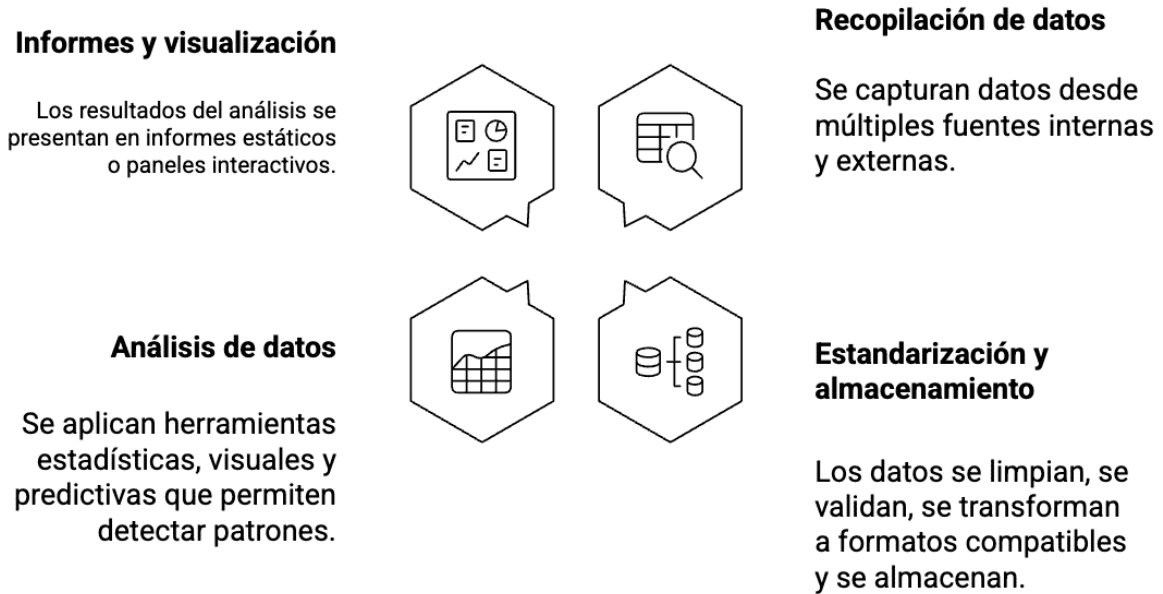 Informes y visualización
Los resultados del análisis se
presentan en informes estáticos
o paneles interactivos.
Recopilación de datos
Se capturan datos desde
múltiples fuentes internas
y externas.
Análisis de datos
Se aplican herramientas
estadísticas, visuales y
predictivas que permiten
detectar patrones.
Estandarización y
almacenamiento
Los datos se limpian, se
validan, se transforman
a formatos compatibles
y se almacenan.